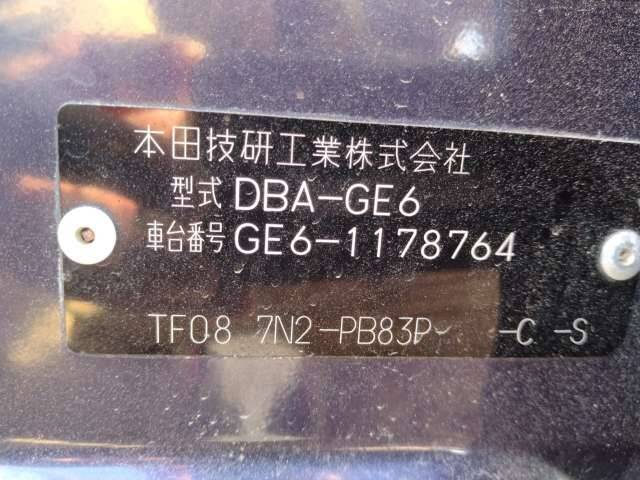 本田技研工業株式会社
型式 DBA-GE6
車台番号 GE6-1178764
TF08 7N2-PB83P- -C -S